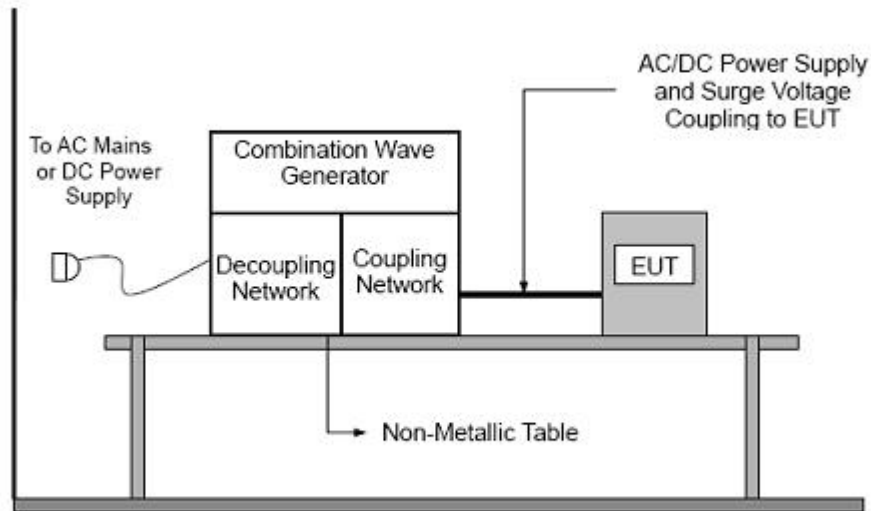 AC/DC Power Supply
and Surge Voltage
Coupling to EUT
To AC Mains
or DC Power
Supply
Combination Wave
Generator
Decoupling
Network
Coupling
Network
EUT
Non-Metallic Table